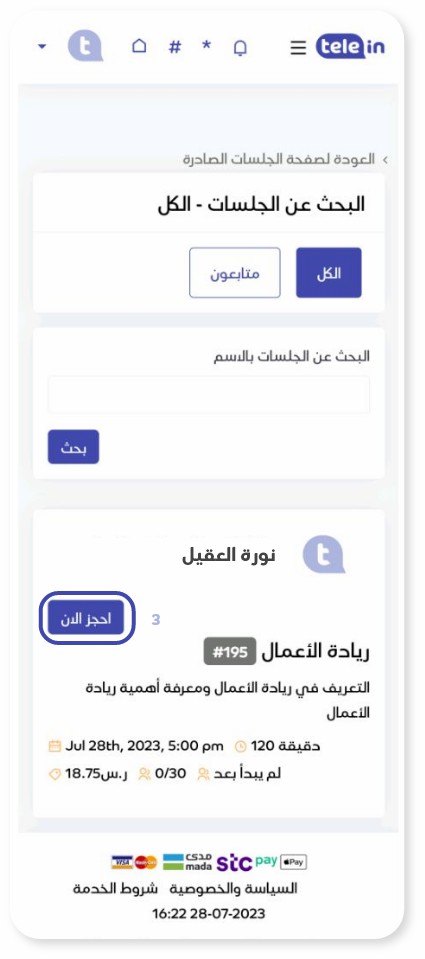 tele in
# *
t
العودة لصفحة الجلسات الصادرة
البحث عن الجلسات - الكل
الكل متابعون
البحث عن الجلسات بالاسم
بحث
t نورة العقيل
3 احجز الان
ريادة الأعمال #195
التعريف في ريادة الأعمال ومعرفة أهمية ريادة
الأعمال
دقيقة 120 Jul 28th, 2023, 5:00 pm
لم يبدأ بعد 0/30 ر.س18.75
VISA مدى mada stc pay Pay
السياسة والخصوصية شروط الخدمة
16:22 28-07-2023